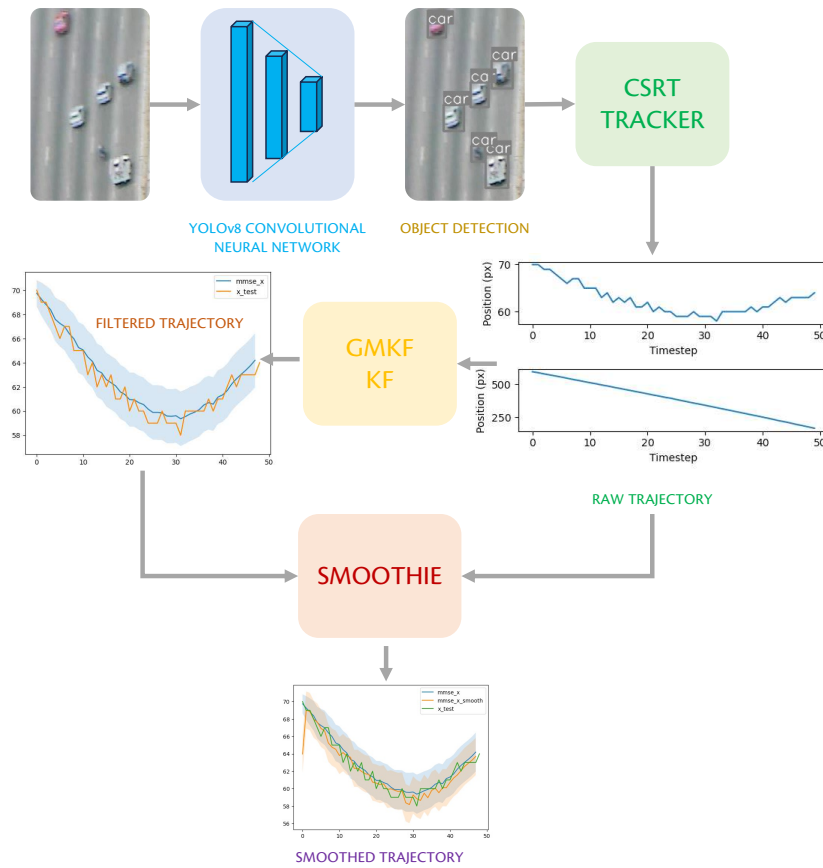 car
car
ca
car
car
car
CSRT
TRACKER
YOLOv8 CONVOLUTIONAL
NEURAL NETWORK
OBJECT DETECTION
mmse_x
x_test
FILTERED TRAJECTORY
70
68
66
64
62
60
58
0
10
20
30
40
50
GMKF
KF
Position (px)
70
60
0
10
20
30
40
50
Timestep
Position (px)
500
250
0
10
20
30
40
50
Timestep
RAW TRAJECTORY
SMOOTHIE
mmse_x
mmse_x_smooth
x_test
70
68
66
64
62
60
58
56
0
10
20
30
40
50
SMOOTHED TRAJECTORY